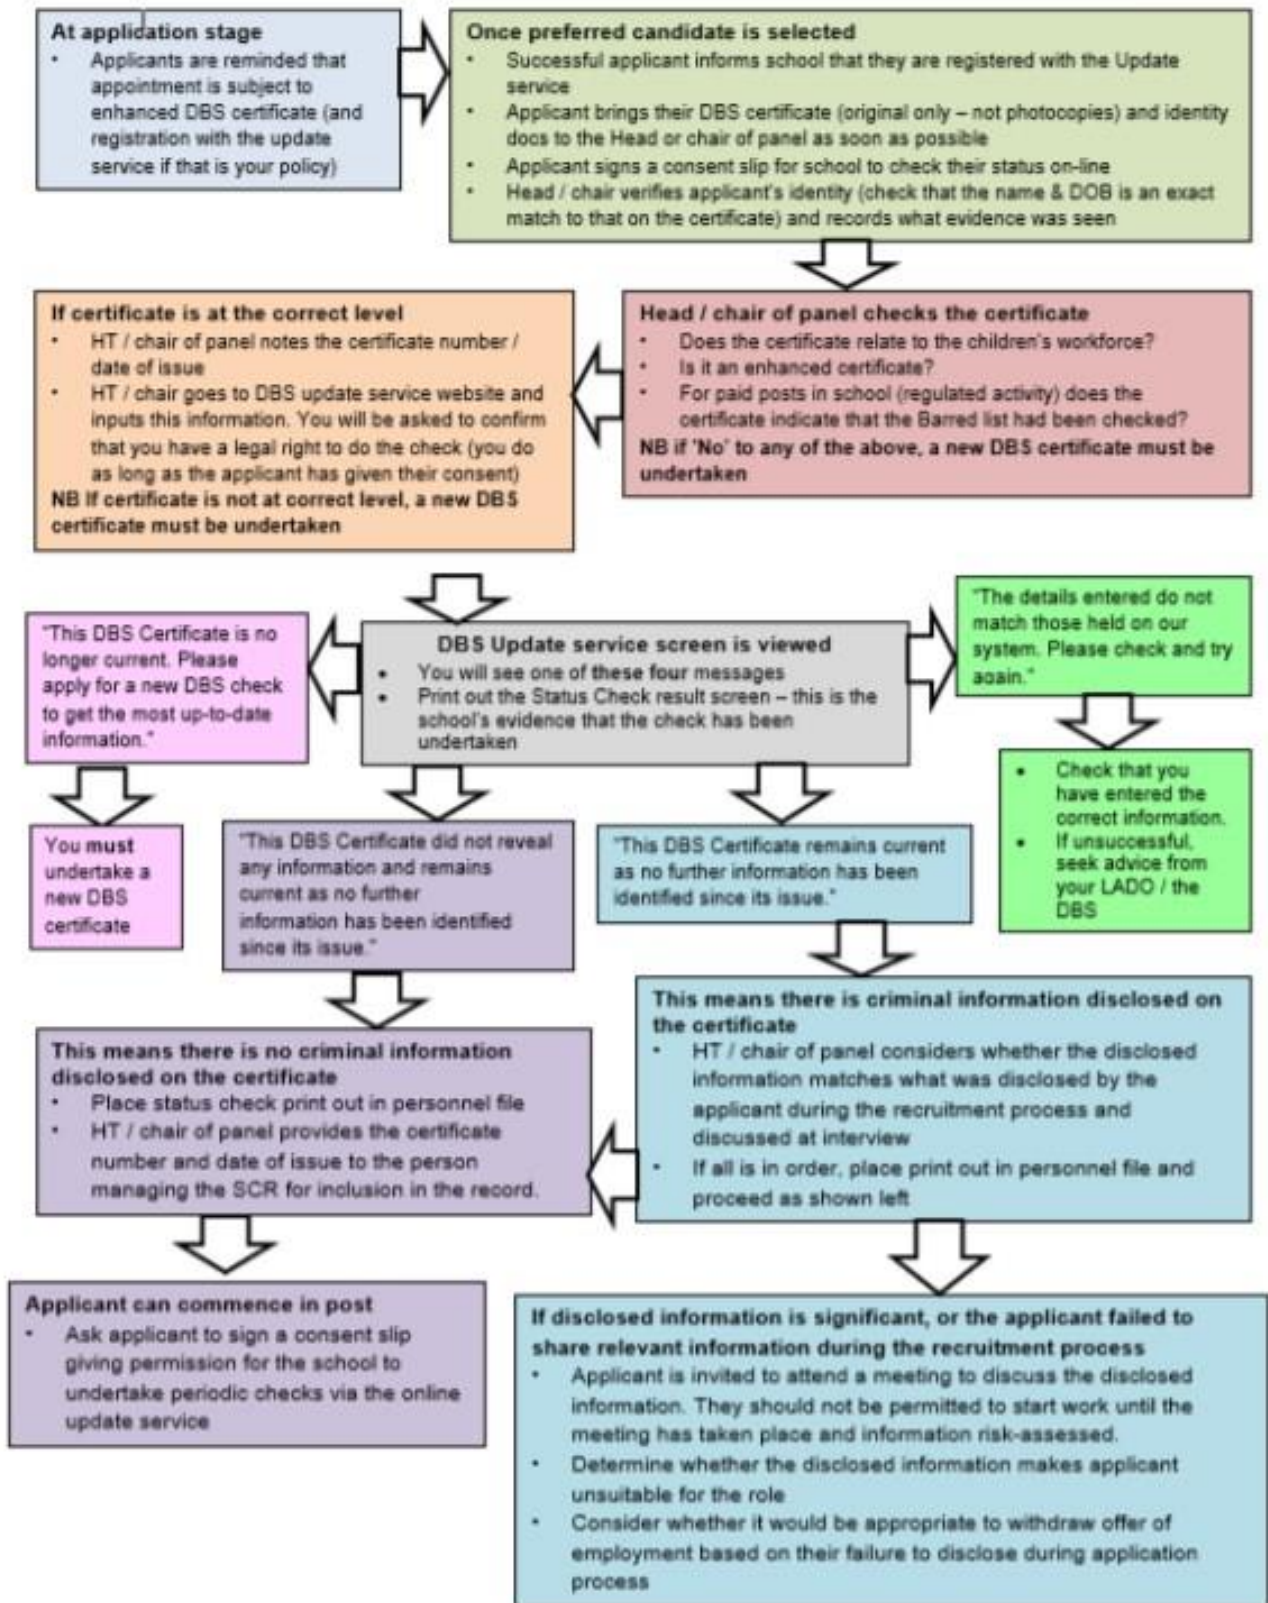 At application stage
• Applicants are reminded that
appointment is subject to
enhanced DBS certificate (and
registration with the update
service if that is your policy)
Once preferred candidate is selected
• Successful applicant informs school that they are registered with the Update
service
• Applicant brings their DBS certificate (original only – not photocopies) and identity
docs to the Head or chair of panel as soon as possible
• Applicant signs a consent slip for school to check their status on-line
• Head / chair verifies applicant's identity (check that the name & DOB is an exact
match to that on the certificate) and records what evidence was seen
Head / chair of panel checks the certificate
• Does the certificate relate to the children's workforce?
• Is it an enhanced certificate?
• For paid posts in school (regulated activity) does the
certificate indicate that the Barred list had been checked?
NB if 'No' to any of the above, a new DBS certificate must be
undertaken
If certificate is at the correct level
• HT / chair of panel notes the certificate number /
date of issue
• HT / chair goes to DBS update service website and
inputs this information. You will be asked to confirm
that you have a legal right to do the check (you do
as long as the applicant has given their consent)
NB If certificate is not at correct level, a new DBS
certificate must be undertaken
DBS Update service screen is viewed
• You will see one of these four messages
• Print out the Status Check result screen – this is the
school's evidence that the check has been
undertaken
"This DBS Certificate is no
longer current. Please
apply for a new DBS check
to get the most up-to-date
information."
You must
undertake a
new DBS
certificate
"The details entered do not
match those held on our
system. Please check and try
again."
• Check that you
have entered the
correct information.
• If unsuccessful,
seek advice from
your LADO / the
DBS
"This DBS Certificate did not reveal
any information and remains
current as no further
information has been identified
since its issue."
"This DBS Certificate remains current
as no further information has been
identified since its issue."
This means there is no criminal information
disclosed on the certificate
• Place status check print out in personnel file
• HT / chair of panel provides the certificate
number and date of issue to the person
managing the SCR for inclusion in the record.
This means there is criminal information disclosed on
the certificate
• HT / chair of panel considers whether the disclosed
information matches what was disclosed by the
applicant during the recruitment process and
discussed at interview
• If all is in order, place print out in personnel file and
proceed as shown left
Applicant can commence in post
• Ask applicant to sign a consent slip
giving permission for the school to
undertake periodic checks via the online
update service
If disclosed information is significant, or the applicant failed to
share relevant information during the recruitment process
• Applicant is invited to attend a meeting to discuss the disclosed
information. They should not be permitted to start work until the
meeting has taken place and information risk-assessed.
• Determine whether the disclosed information makes applicant
unsuitable for the role
• Consider whether it would be appropriate to withdraw offer of
employment based on their failure to disclose during application
process